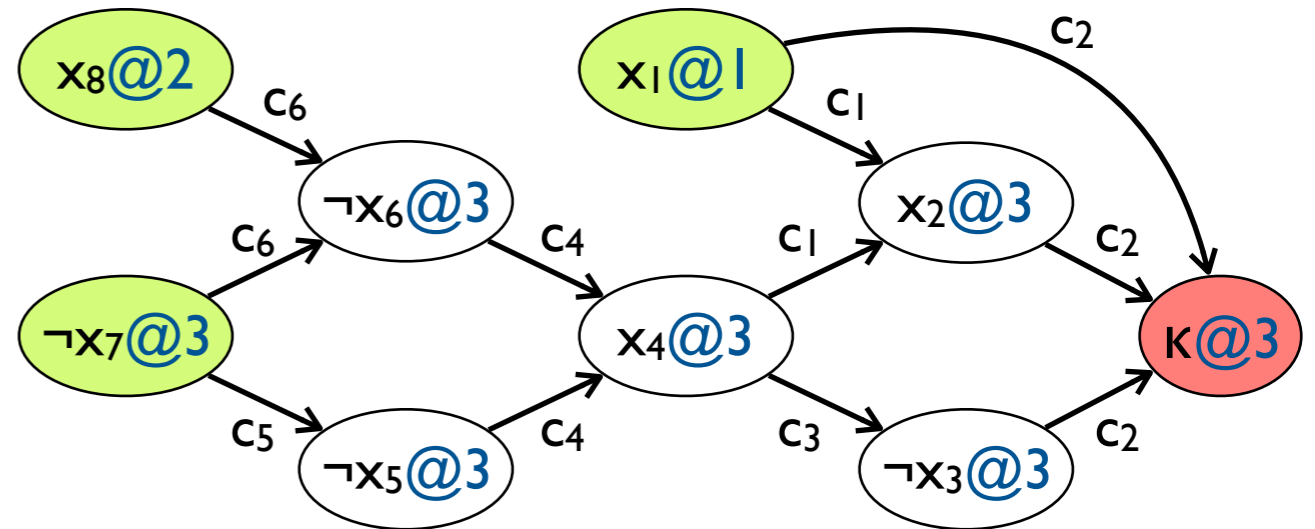 x₈@2
x₁@1
c₂
c₆
c₁
¬x₆@3
x₂@3
c₆
c₄
c₁
c₂
¬x₇@3
x₄@3
κ@3
c₅
c₄
c₃
c₂
¬x₅@3
¬x₃@3